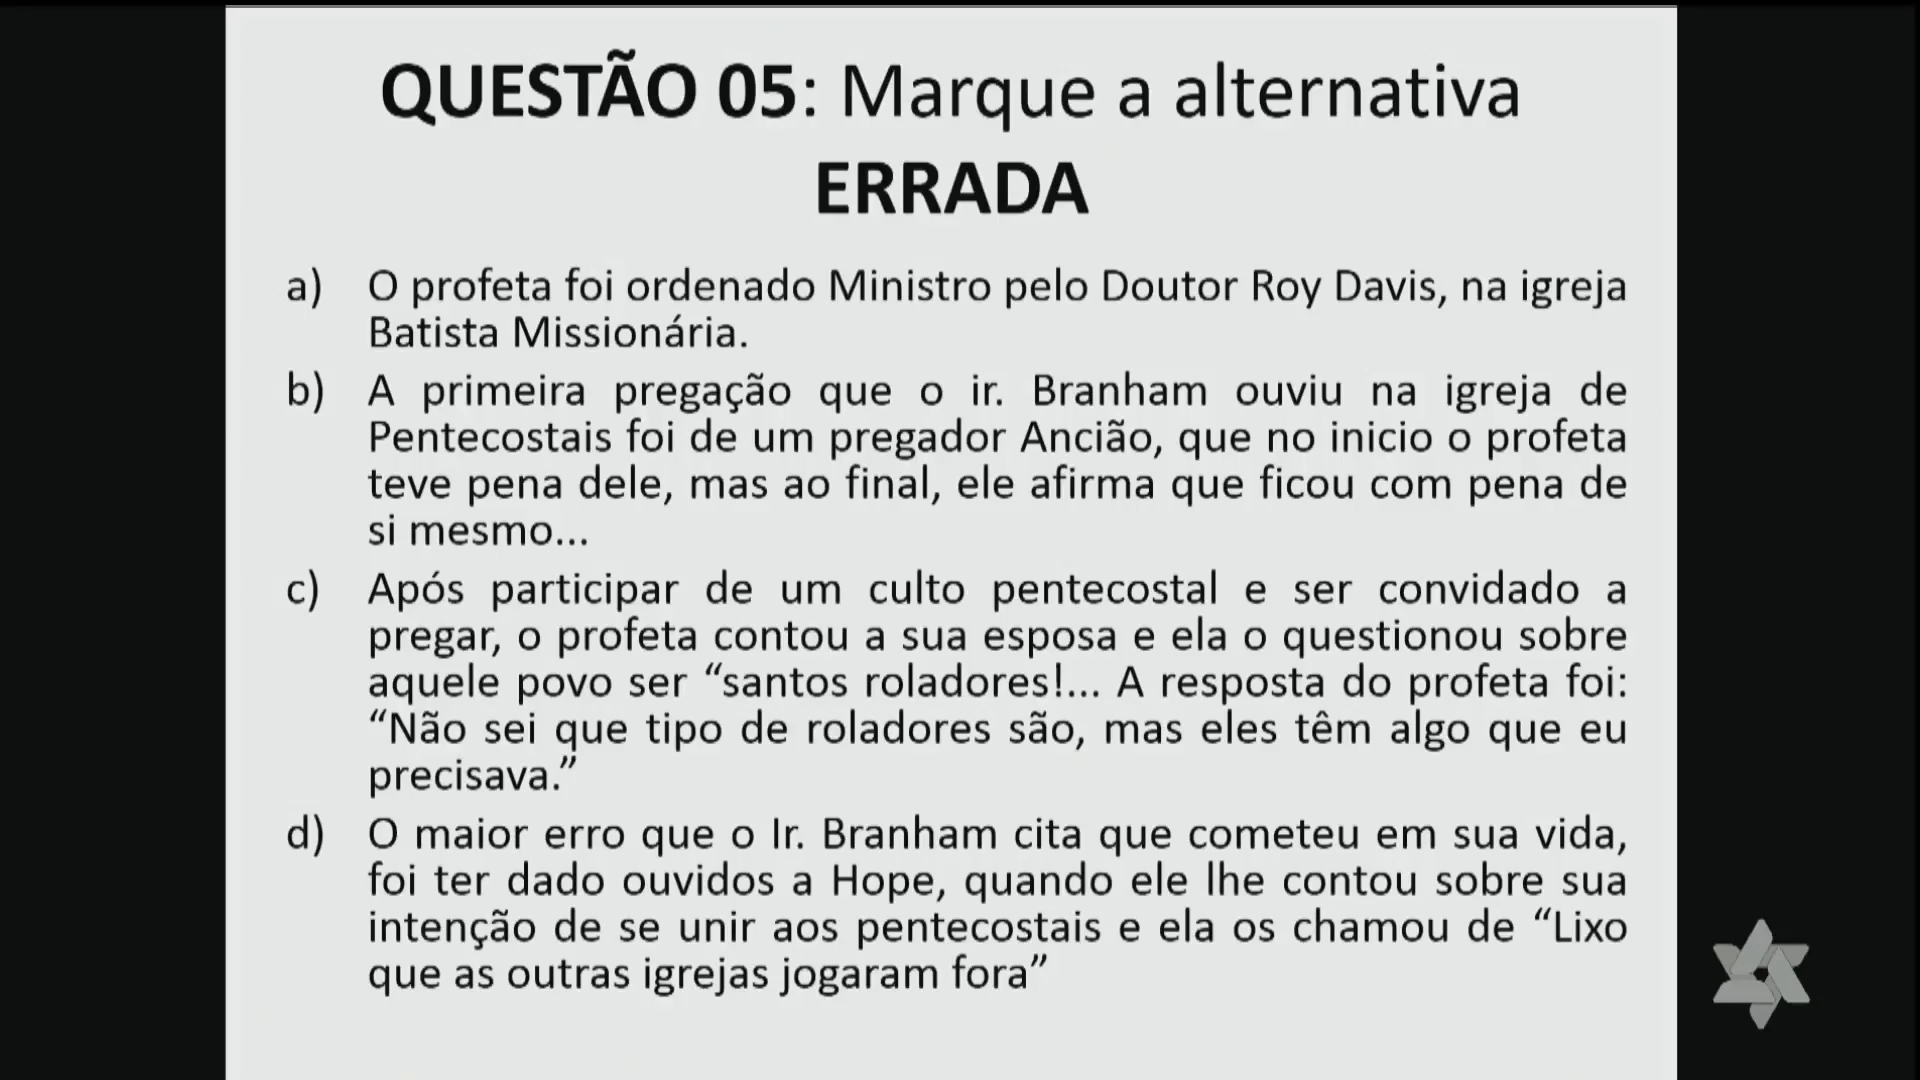 QUESTÃO 05: Marque a alternativa
ERRADA
a) O profeta foi ordenado Ministro pelo Doutor Roy Davis, na igreja
Batista Missionária.
b) A primeira pregação que o ir. Branham ouviu na igreja de
Pentecostais foi de um pregador Ancião, que no inicio o profeta
teve pena dele, mas ao final, ele afirma que ficou com pena de
si mesmo...
c) Após participar de um culto pentecostal e ser convidado a
pregar, o profeta contou a sua esposa e ela o questionou sobre
aquele povo ser “santos roladores!... A resposta do profeta foi:
“Não sei que tipo de roladores são, mas eles têm algo que eu
precisava.”
d) O maior erro que o Ir. Branham cita que cometeu em sua vida,
foi ter dado ouvidos a Hope, quando ele lhe contou sobre sua
intenção de se unir aos pentecostais e ela os chamou de “Lixo
que as outras igrejas jogaram fora”